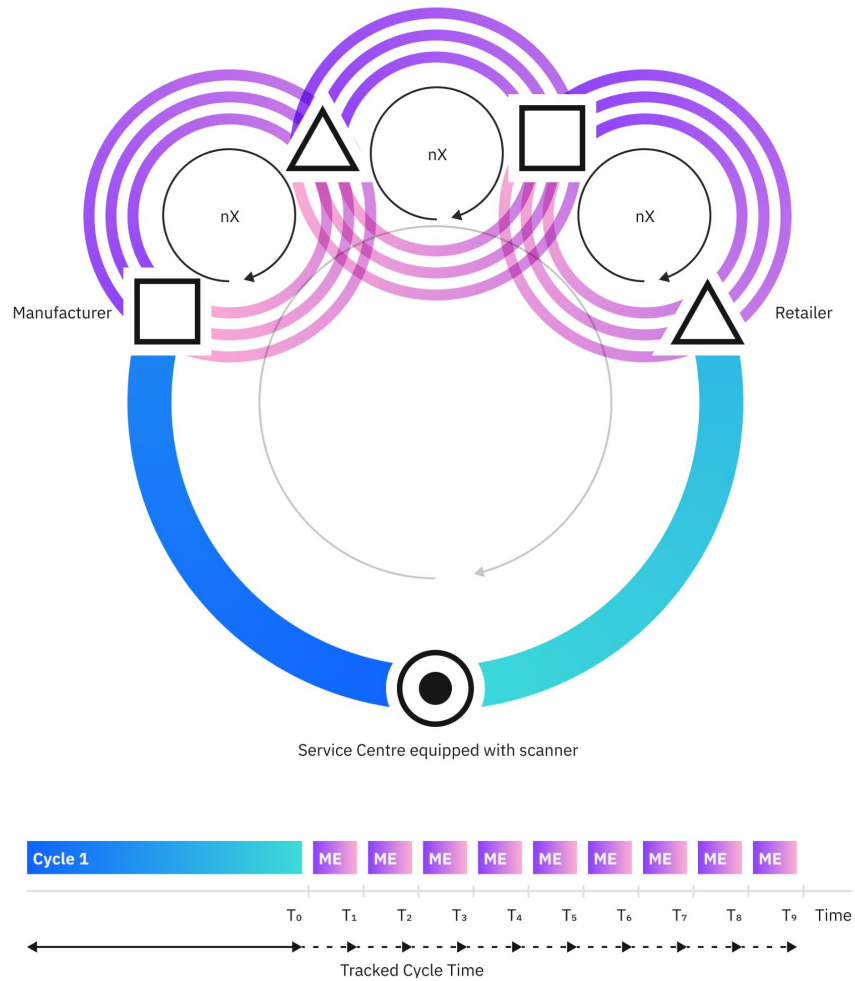 nX
nX
nX
Manufacturer
Retailer
Service Centre equipped with scanner
Cycle 1 ME ME ME ME ME ME ME ME ME
T₀ T₁ T₂ T₃ T₄ T₅ T₆ T₇ T₈ T₉ Time
Tracked Cycle Time